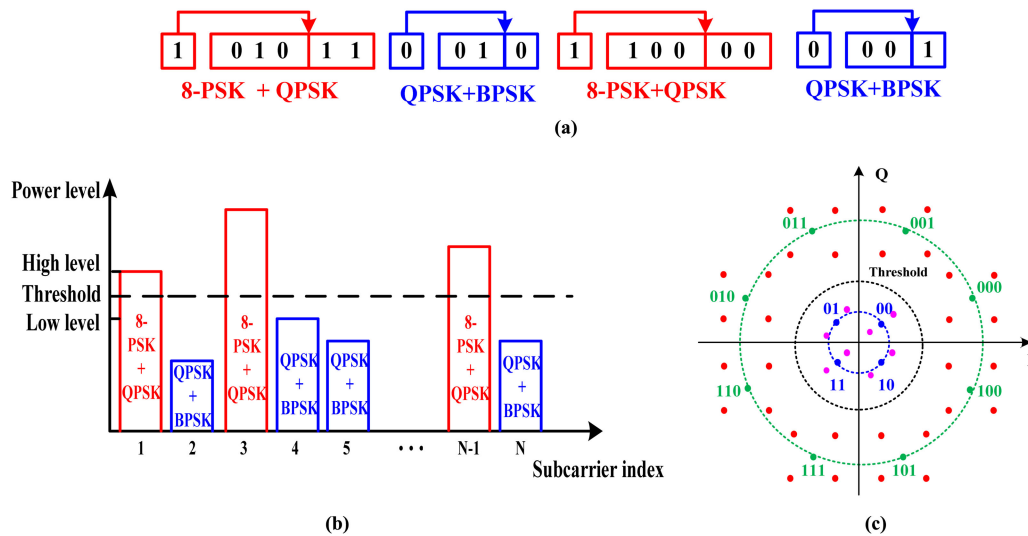 1 0 1 0 1 1 0 0 1 0 1 1 0 0 0 0 0 0 0 1
8-PSK + QPSK QPSK+BPSK 8-PSK+QPSK QPSK+BPSK
(a)
Power level
High level
Threshold
Low level
8-
PSK
+
QPSK
QPSK
+
BPSK
8-
PSK
+
QPSK
QPSK
+
BPSK
QPSK
+
BPSK
8-
PSK
+
QPSK
QPSK
+
BPSK
1 2 3 4 5 ··· N-1 N
Subcarrier index
(b)
Q
011 001
Threshold
010 000
01 00
11 10
110 100
111 101
(c)